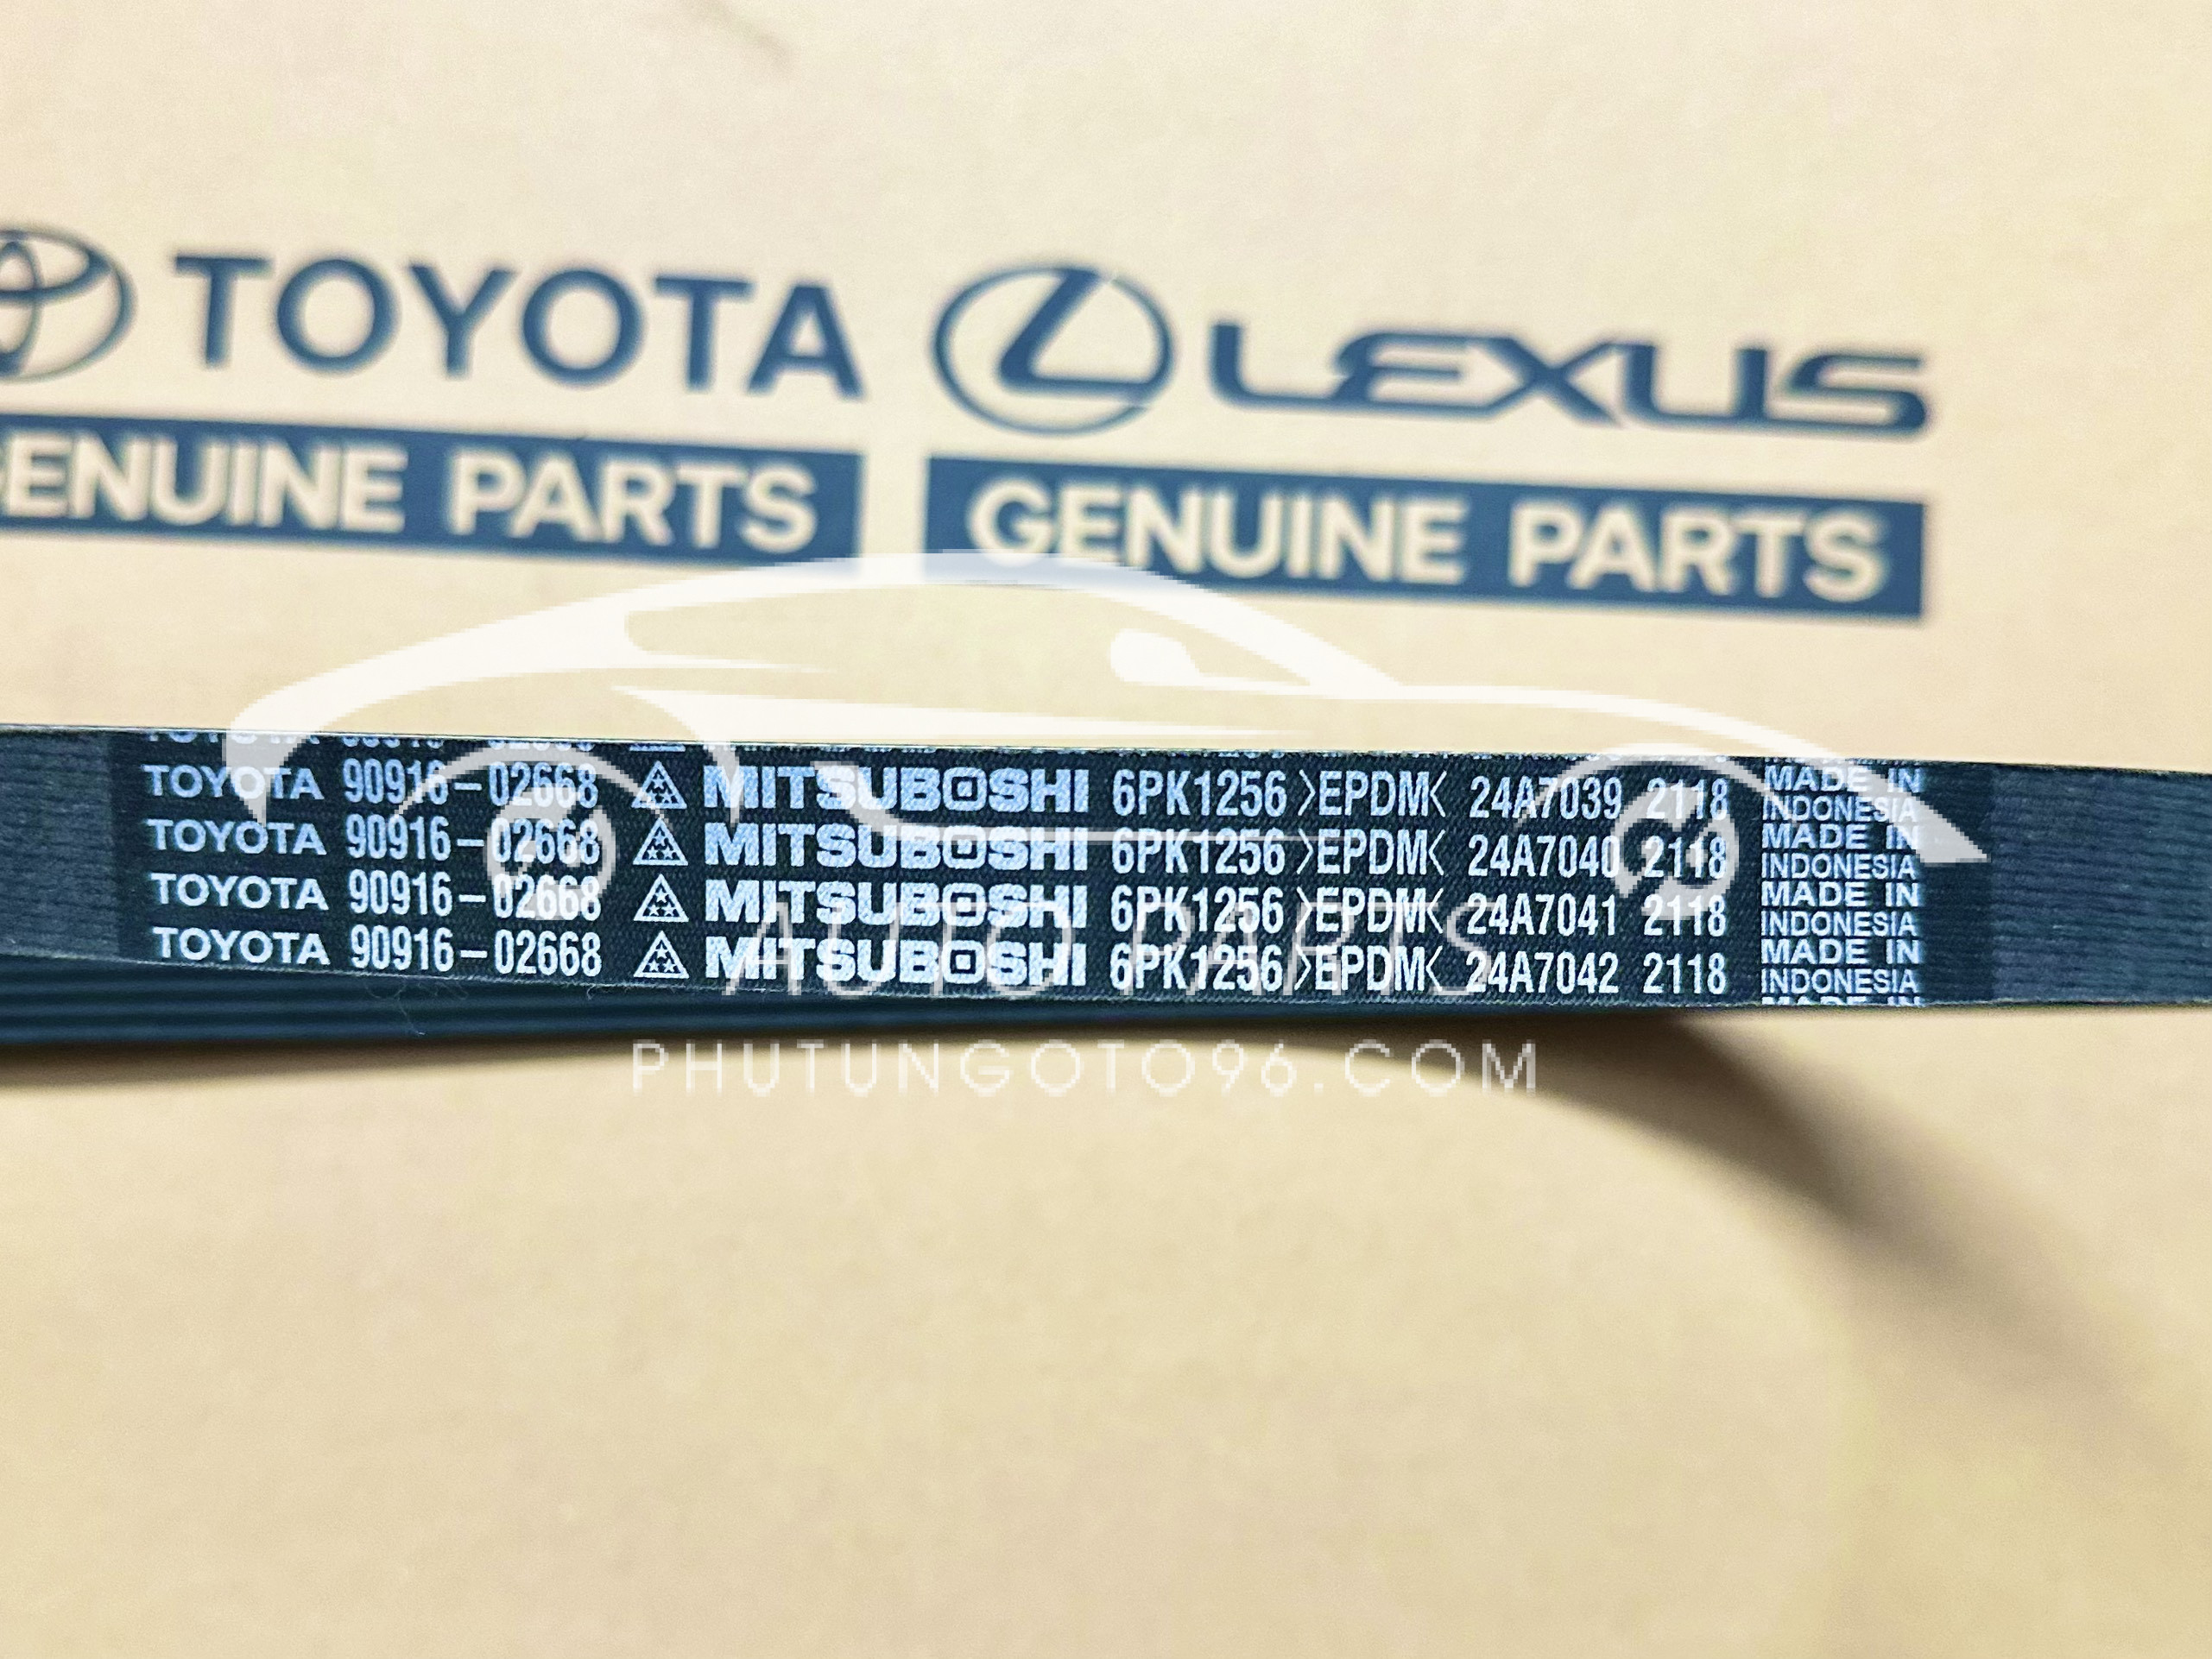 TOYOTA LEXUS
GENUINE PARTS GENUINE PARTS
TOYOTA 90916-02668 MITSUBOSHI 6PK1256 >EPDM< 24A7039 2118 MADE IN INDONESIA
TOYOTA 90916-02668 MITSUBOSHI 6PK1256 >EPDM< 24A7040 2118 MADE IN INDONESIA
TOYOTA 90916-02668 MITSUBOSHI 6PK1256 >EPDM< 24A7041 2118 MADE IN INDONESIA
TOYOTA 90916-02668 MITSUBOSHI 6PK1256 >EPDM< 24A7042 2118 MADE IN INDONESIA
AUTO PARTS
PHUTUNGOTO96.COM